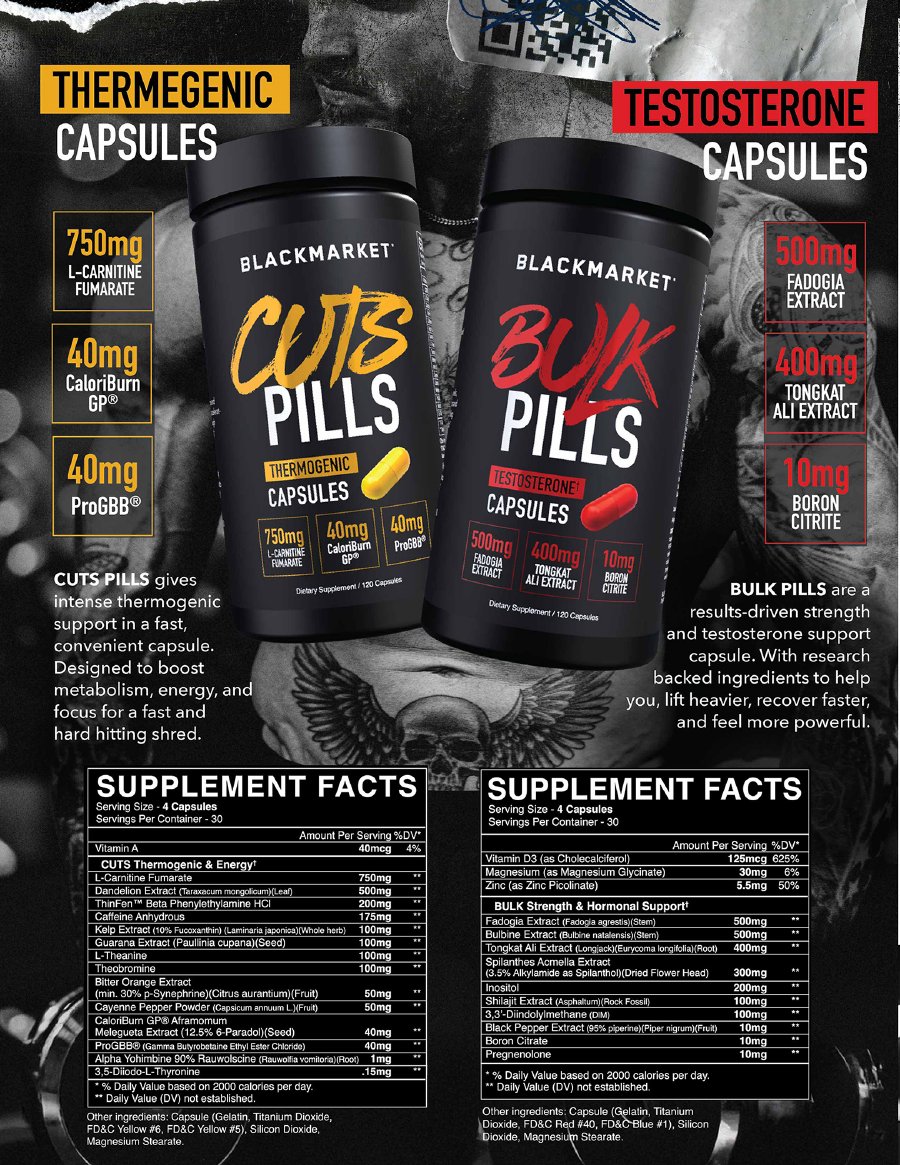 THERMEGENIC
CAPSULES
750mg
L-CARNITINE
FUMARATE
40mg
CaloriBurn
GP®
40mg
ProGBB®
CUTS PILLS gives
intense thermogenic
support in a fast,
convenient capsule.
Designed to boost
metabolism, energy, and
focus for a fast and
hard hitting shred.
BLACKMARKET®
CUTS
PILLS
THERMOGENIC
CAPSULES
750mg
L-CARNITINE
FUMARATE
40mg
CaloriBurn
GP®
40mg
ProGBB®
Dietary Supplement / 120 Capsules
TESTOSTERONE
CAPSULES
500mg
FADOGIA
EXTRACT
400mg
TONGKAT
ALI EXTRACT
10mg
BORON
CITRITE
BULK PILLS are a
results-driven strength
and testosterone support
capsule. With research
backed ingredients to help
you, lift heavier, recover faster,
and feel more powerful.
BLACKMARKET®
BULK
PILLS
TESTOSTERONE†
CAPSULES
500mg
FADOGIA
EXTRACT
400mg
TONGKAT
ALI EXTRACT
10mg
BORON
CITRITE
Dietary Supplement / 120 Capsules
SUPPLEMENT FACTS
Serving Size - 4 Capsules
Servings Per Container - 30
Amount Per Serving %DV*
Vitamin A 40mcg 4%
CUTS Thermogenic & Energy†
L-Carnitine Fumarate 750mg **
Dandelion Extract (Taraxacum mongolicum)(Leaf) 500mg **
ThinFen™ Beta Phenylethylamine HCI 200mg **
Caffeine Anhydrous 175mg **
Kelp Extract (10% Fucoxanthin) (Laminaria japonica)(Whole herb) 100mg **
Guarana Extract (Paullinia cupana)(Seed) 100mg **
L-Theanine 100mg **
Theobromine 100mg **
Bitter Orange Extract
(min. 30% p-Synephrine)(Citrus aurantium)(Fruit) 50mg **
Cayenne Pepper Powder (Capsicum annuum L.)(Fruit) 50mg **
CaloriBurn GP® Aframomum
Melegueta Extract (12.5% 6-Paradol)(Seed) 40mg **
ProGBB® (Gamma Butyrobetaine Ethyl Ester Chloride) 40mg **
Alpha Yohimbine 90% Rauwolscine (Rauwolfia vomitoria)(Root) 1mg **
3,5-Diiodo-L-Thyronine .15mg **
* % Daily Value based on 2000 calories per day.
** Daily Value (DV) not established.
Other ingredients: Capsule (Gelatin, Titanium Dioxide,
FD&C Yellow #6, FD&C Yellow #5), Silicon Dioxide,
Magnesium Stearate.
SUPPLEMENT FACTS
Serving Size - 4 Capsules
Servings Per Container - 30
Amount Per Serving %DV*
Vitamin D3 (as Cholecalciferol) 125mcg 625%
Magnesium (as Magnesium Glycinate) 30mg 6%
Zinc (as Zinc Picolinate) 5.5mg 50%
BULK Strength & Hormonal Support†
Fadogia Extract (Fadogia agrestis)(Stem) 500mg **
Bulbine Extract (Bulbine natalensis)(Stem) 500mg **
Tongkat Ali Extract (Longjack)(Eurycoma longifolia)(Root) 400mg **
Spilanthes Acmella Extract
(3.5% Alkylamide as Spilanthol)(Dried Flower Head) 300mg **
Inositol 200mg **
Shilajit Extract (Asphaltum)(Rock Fossil) 100mg **
3,3'-Diindolylmethane (DIM) 100mg **
Black Pepper Extract (95% piperine)(Piper nigrum)(Fruit) 10mg **
Boron Citrate 10mg **
Pregnenolone 10mg **
* % Daily Value based on 2000 calories per day.
** Daily Value (DV) not established.
Other ingredients: Capsule (Gelatin, Titanium
Dioxide, FD&C Red #40, FD&C Blue #1), Silicon
Dioxide, Magnesium Stearate.